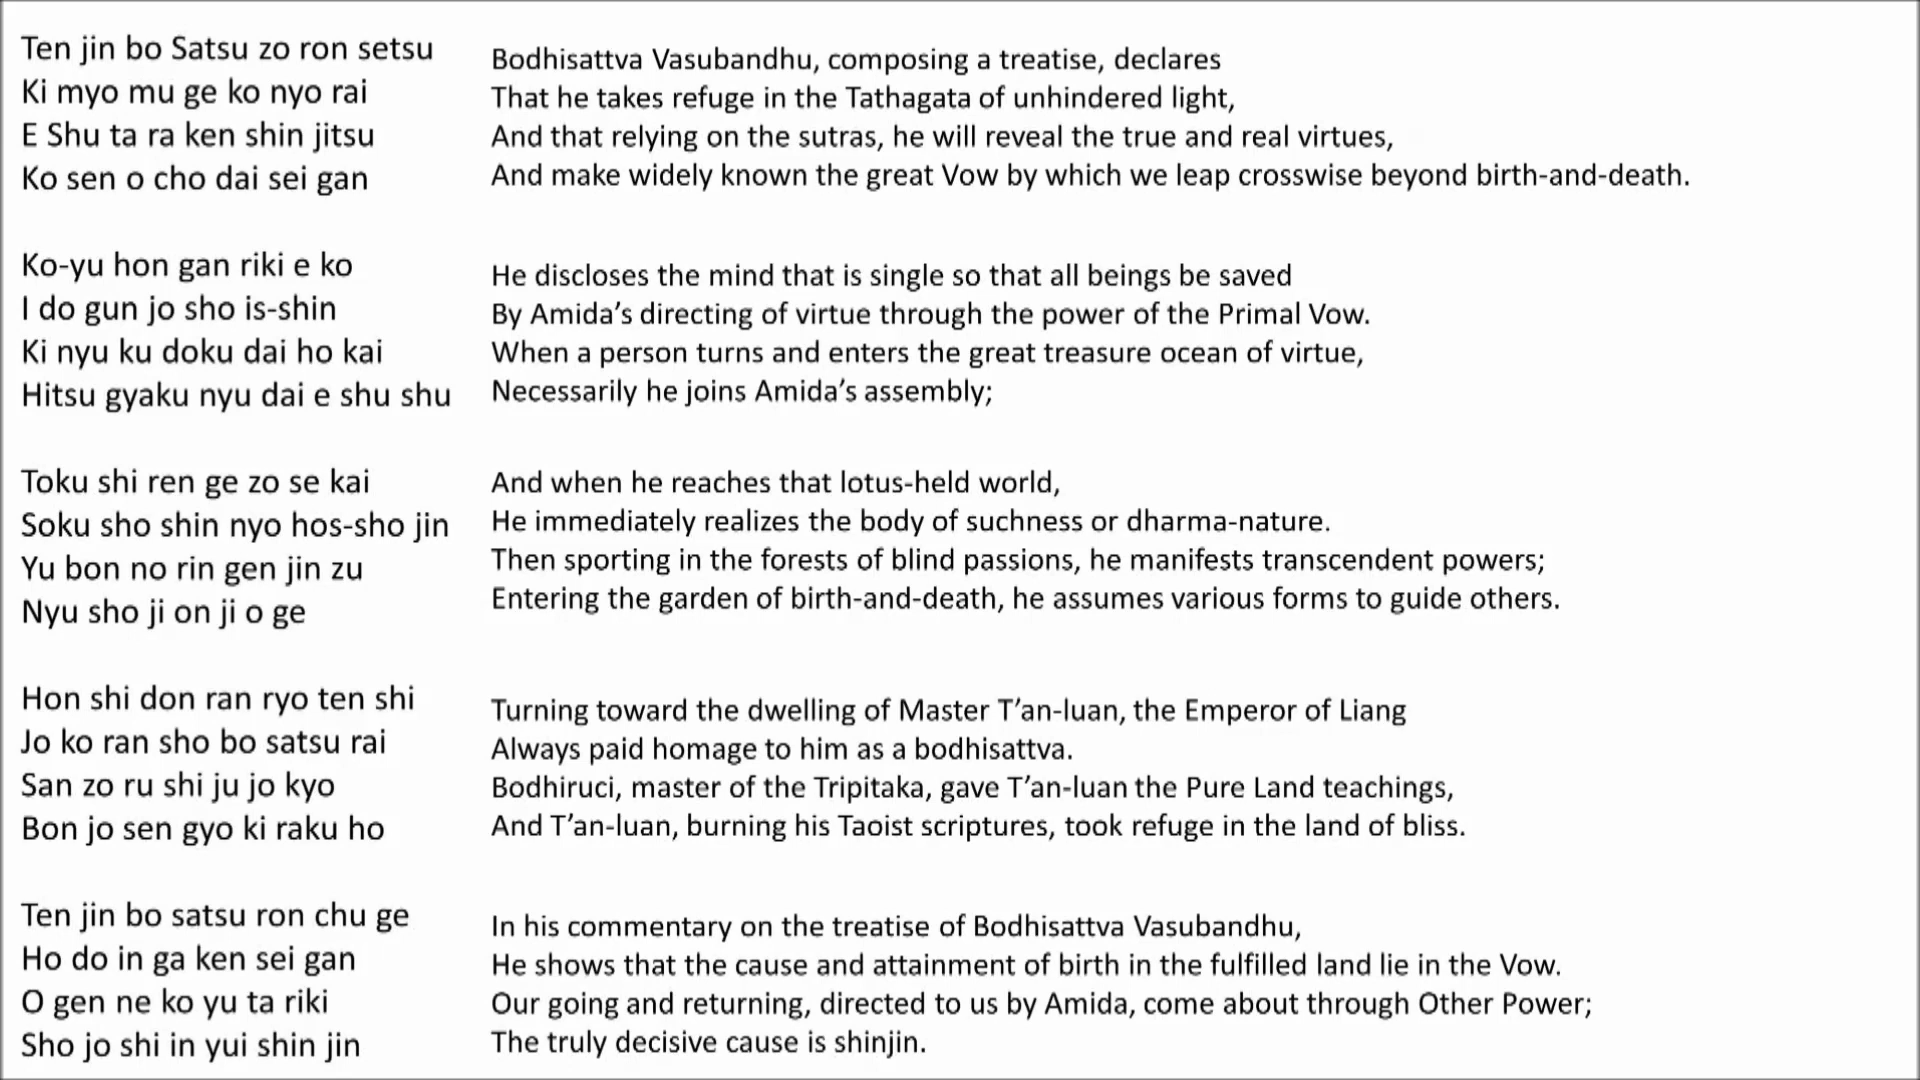 Ten jin bo Satsu zo ron setsu
Ki myo mu ge ko nyo rai
E Shu ta ra ken shin jitsu
Ko sen o cho dai sei gan
Bodhisattva Vasubandhu, composing a treatise, declares
That he takes refuge in the Tathagata of unhindered light,
And that relying on the sutras, he will reveal the true and real virtues,
And make widely known the great Vow by which we leap crosswise beyond birth-and-death.
Ko-yu hon gan riki e ko
I do gun jo sho is-shin
Ki nyu ku doku dai ho kai
Hitsu gyaku nyu dai e shu shu
He discloses the mind that is single so that all beings be saved
By Amida’s directing of virtue through the power of the Primal Vow.
When a person turns and enters the great treasure ocean of virtue,
Necessarily he joins Amida’s assembly;
Toku shi ren ge zo se kai
Soku sho shin nyo hos-sho jin
Yu bon no rin gen jin zu
Nyu sho ji on ji o ge
And when he reaches that lotus-held world,
He immediately realizes the body of suchness or dharma-nature.
Then sporting in the forests of blind passions, he manifests transcendent powers;
Entering the garden of birth-and-death, he assumes various forms to guide others.
Hon shi don ran ryo ten shi
Jo ko ran sho bo satsu rai
San zo ru shi ju jo kyo
Bon jo sen gyo ki raku ho
Turning toward the dwelling of Master T’an-luan, the Emperor of Liang
Always paid homage to him as a bodhisattva.
Bodhiruci, master of the Tripitaka, gave T’an-luan the Pure Land teachings,
And T’an-luan, burning his Taoist scriptures, took refuge in the land of bliss.
Ten jin bo satsu ron chu ge
Ho do in ga ken sei gan
O gen ne ko yu ta riki
Sho jo shi in yui shin jin
In his commentary on the treatise of Bodhisattva Vasubandhu,
He shows that the cause and attainment of birth in the fulfilled land lie in the Vow.
Our going and returning, directed to us by Amida, come about through Other Power;
The truly decisive cause is shinjin.